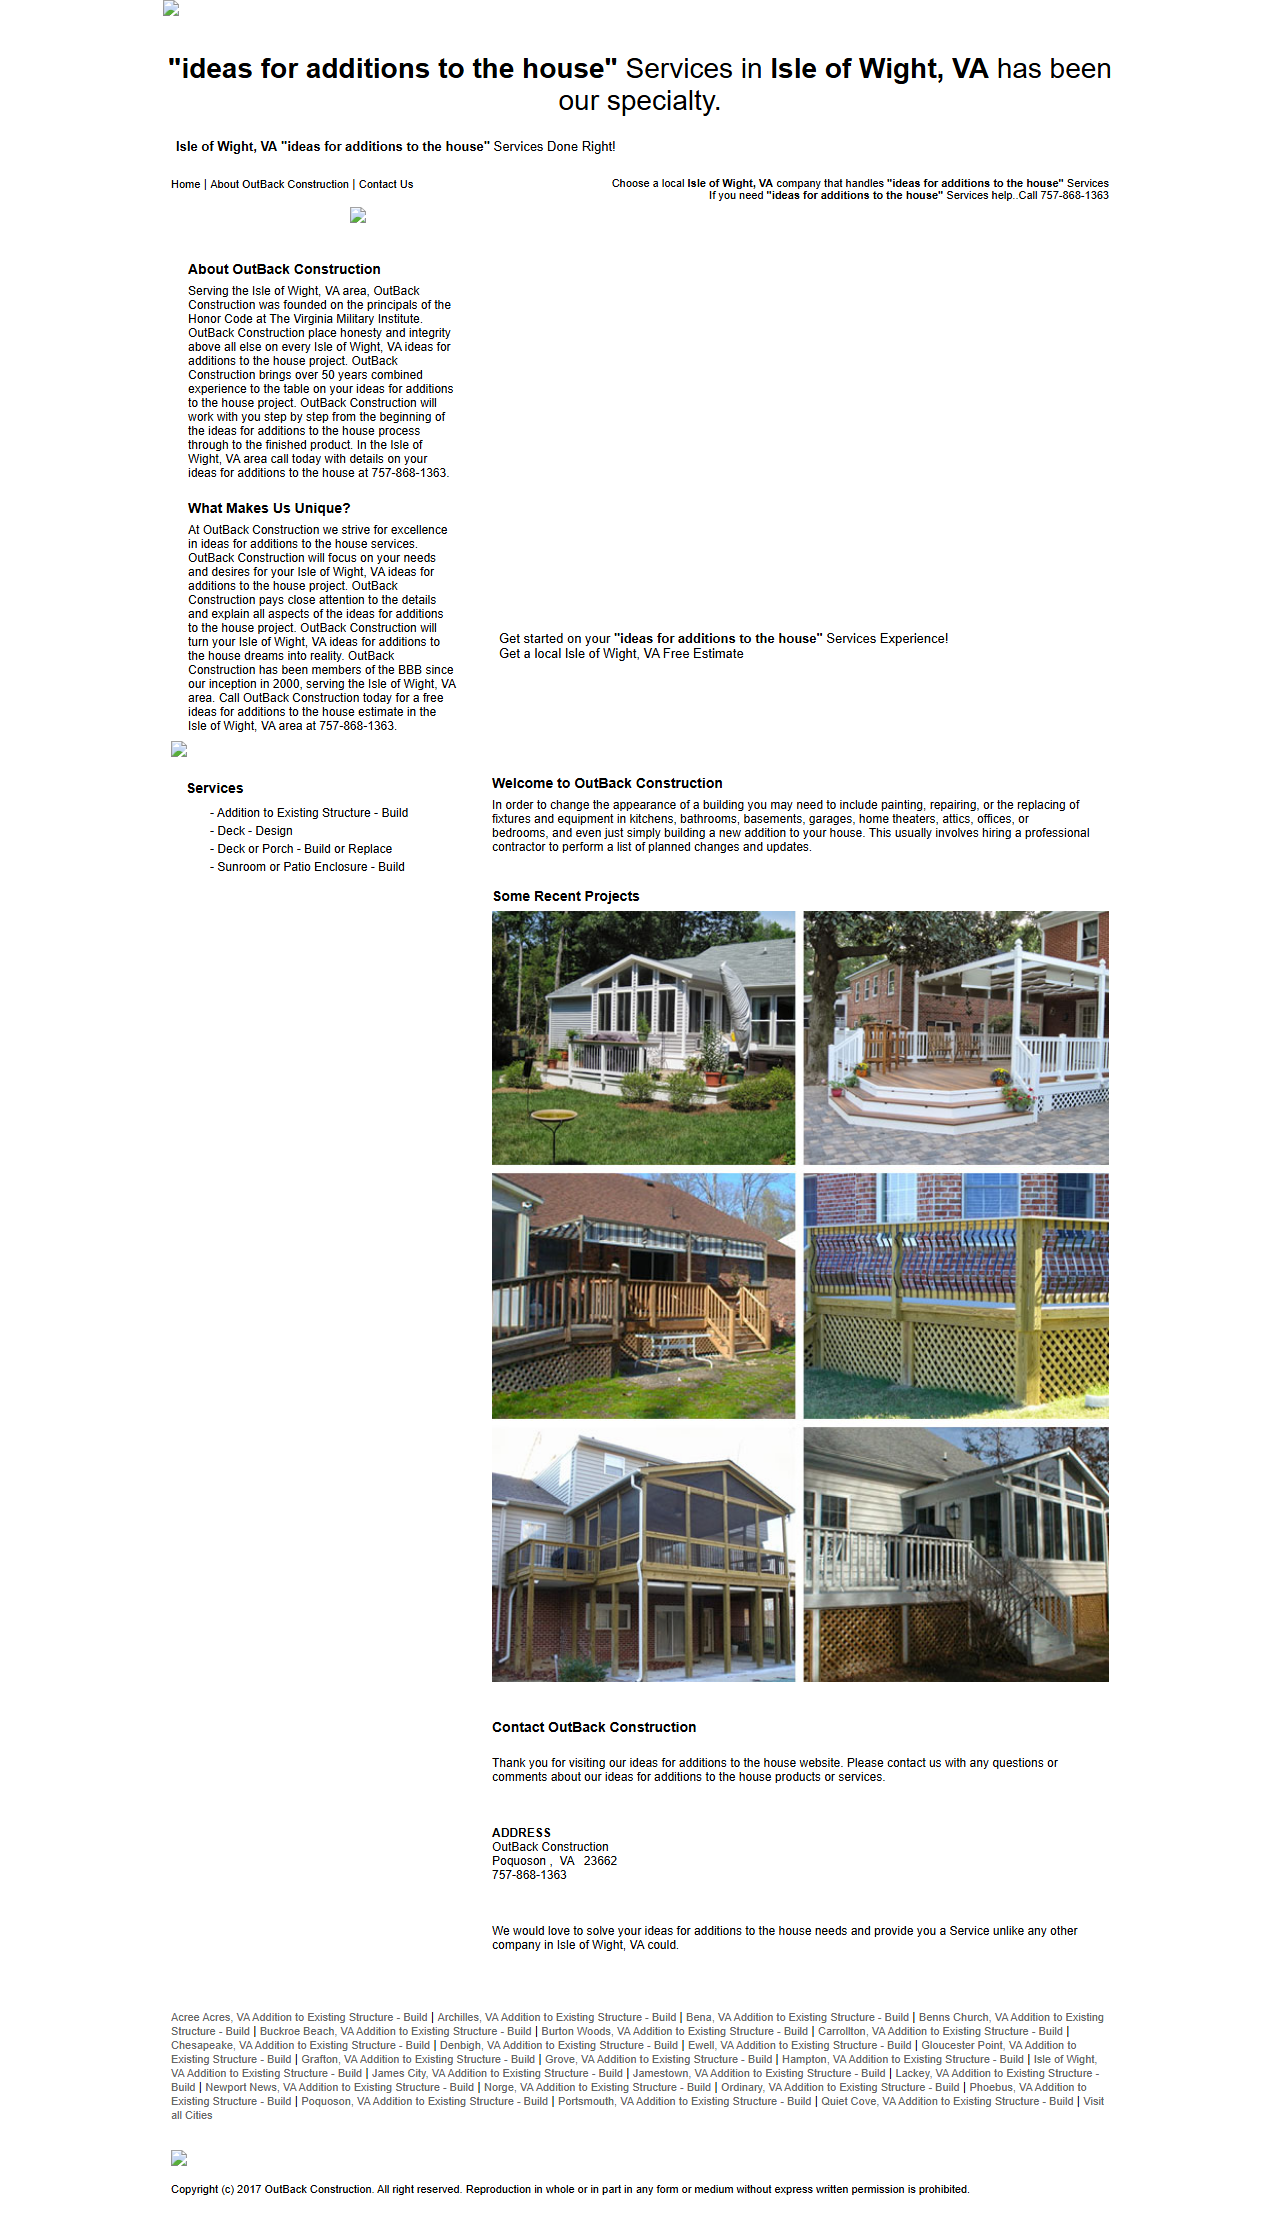 "ideas for additions to the house" Services in Isle of Wight, VA has been
our specialty.
Isle of Wight, VA "ideas for additions to the house" Services Done Right!
Home | About OutBack Construction | Contact Us
Choose a local Isle of Wight, VA company that handles "ideas for additions to the house" Services
If you need "ideas for additions to the house" Services help..Call 757-868-1363
About OutBack Construction
Serving the Isle of Wight, VA area, OutBack
Construction was founded on the principals of the
Honor Code at The Virginia Military Institute.
OutBack Construction place honesty and integrity
above all else on every Isle of Wight, VA ideas for
additions to the house project. OutBack
Construction brings over 50 years combined
experience to the table on your ideas for additions
to the house project. OutBack Construction will
work with you step by step from the beginning of
the ideas for additions to the house process
through to the finished product. In the Isle of
Wight, VA area call today with details on your
ideas for additions to the house at 757-868-1363.
What Makes Us Unique?
At OutBack Construction we strive for excellence
in ideas for additions to the house services.
OutBack Construction will focus on your needs
and desires for your Isle of Wight, VA ideas for
additions to the house project. OutBack
Construction pays close attention to the details
and explain all aspects of the ideas for additions
to the house project. OutBack Construction will
turn your Isle of Wight, VA ideas for additions to
the house dreams into reality. OutBack
Construction has been members of the BBB since
our inception in 2000, serving the Isle of Wight, VA
area. Call OutBack Construction today for a free
ideas for additions to the house estimate in the
Isle of Wight, VA area at 757-868-1363.
Get started on your "ideas for additions to the house" Services Experience!
Get a local Isle of Wight, VA Free Estimate
Services
- Addition to Existing Structure - Build
- Deck - Design
- Deck or Porch - Build or Replace
- Sunroom or Patio Enclosure - Build
Welcome to OutBack Construction
In order to change the appearance of a building you may need to include painting, repairing, or the replacing of
fixtures and equipment in kitchens, bathrooms, basements, garages, home theaters, attics, offices, or
bedrooms, and even just simply building a new addition to your house. This usually involves hiring a professional
contractor to perform a list of planned changes and updates.
Some Recent Projects
Contact OutBack Construction
Thank you for visiting our ideas for additions to the house website. Please contact us with any questions or
comments about our ideas for additions to the house products or services.
ADDRESS
OutBack Construction
Poquoson , VA 23662
757-868-1363
We would love to solve your ideas for additions to the house needs and provide you a Service unlike any other
company in Isle of Wight, VA could.
Acree Acres, VA Addition to Existing Structure - Build | Archilles, VA Addition to Existing Structure - Build | Bena, VA Addition to Existing Structure - Build | Benns Church, VA Addition to Existing
Structure - Build | Buckroe Beach, VA Addition to Existing Structure - Build | Burton Woods, VA Addition to Existing Structure - Build | Carrollton, VA Addition to Existing Structure - Build |
Chesapeake, VA Addition to Existing Structure - Build | Denbigh, VA Addition to Existing Structure - Build | Ewell, VA Addition to Existing Structure - Build | Gloucester Point, VA Addition to
Existing Structure - Build | Grafton, VA Addition to Existing Structure - Build | Grove, VA Addition to Existing Structure - Build | Hampton, VA Addition to Existing Structure - Build | Isle of Wight,
VA Addition to Existing Structure - Build | James City, VA Addition to Existing Structure - Build | Jamestown, VA Addition to Existing Structure - Build | Lackey, VA Addition to Existing Structure -
Build | Newport News, VA Addition to Existing Structure - Build | Norge, VA Addition to Existing Structure - Build | Ordinary, VA Addition to Existing Structure - Build | Phoebus, VA Addition to
Existing Structure - Build | Poquoson, VA Addition to Existing Structure - Build | Portsmouth, VA Addition to Existing Structure - Build | Quiet Cove, VA Addition to Existing Structure - Build | Visit
all Cities
Copyright (c) 2017 OutBack Construction. All right reserved. Reproduction in whole or in part in any form or medium without express written permission is prohibited.